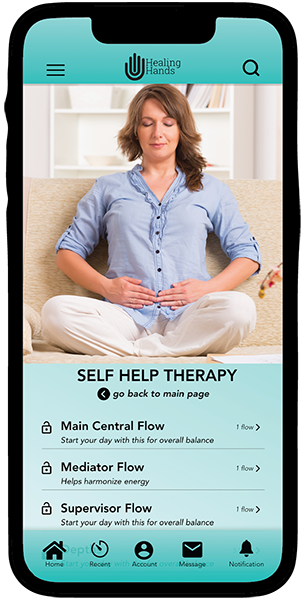 Healing
Hands
SELF HELP THERAPY
go back to main page
Main Central Flow
1 flow
Start your day with this for overall balance
Mediator Flow
1 flow
Helps harmonize energy
Supervisor Flow
1 flow
Start your day with this for overall balance
Home
Recent
Account
Message
Notification